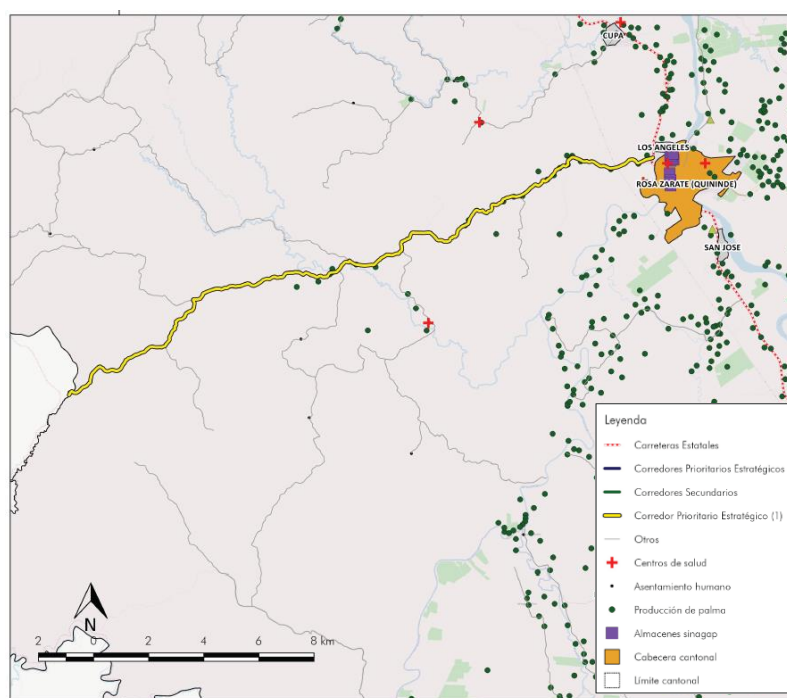 CUPA
LOS ANGELES
ROSA ZARATE (QUININDE)
SAN JOSE
Leyenda
Carreteras Estatales
Corredores Prioritarios Estratégicos
Corredores Secundarios
Corredor Prioritario Estratégico (1)
Otros
Centros de salud
Asentamiento humano
Producción de palma
Almacenes sinagap
Cabecera cantonal
Límite cantonal
N
2 0 2 4 6 8 km